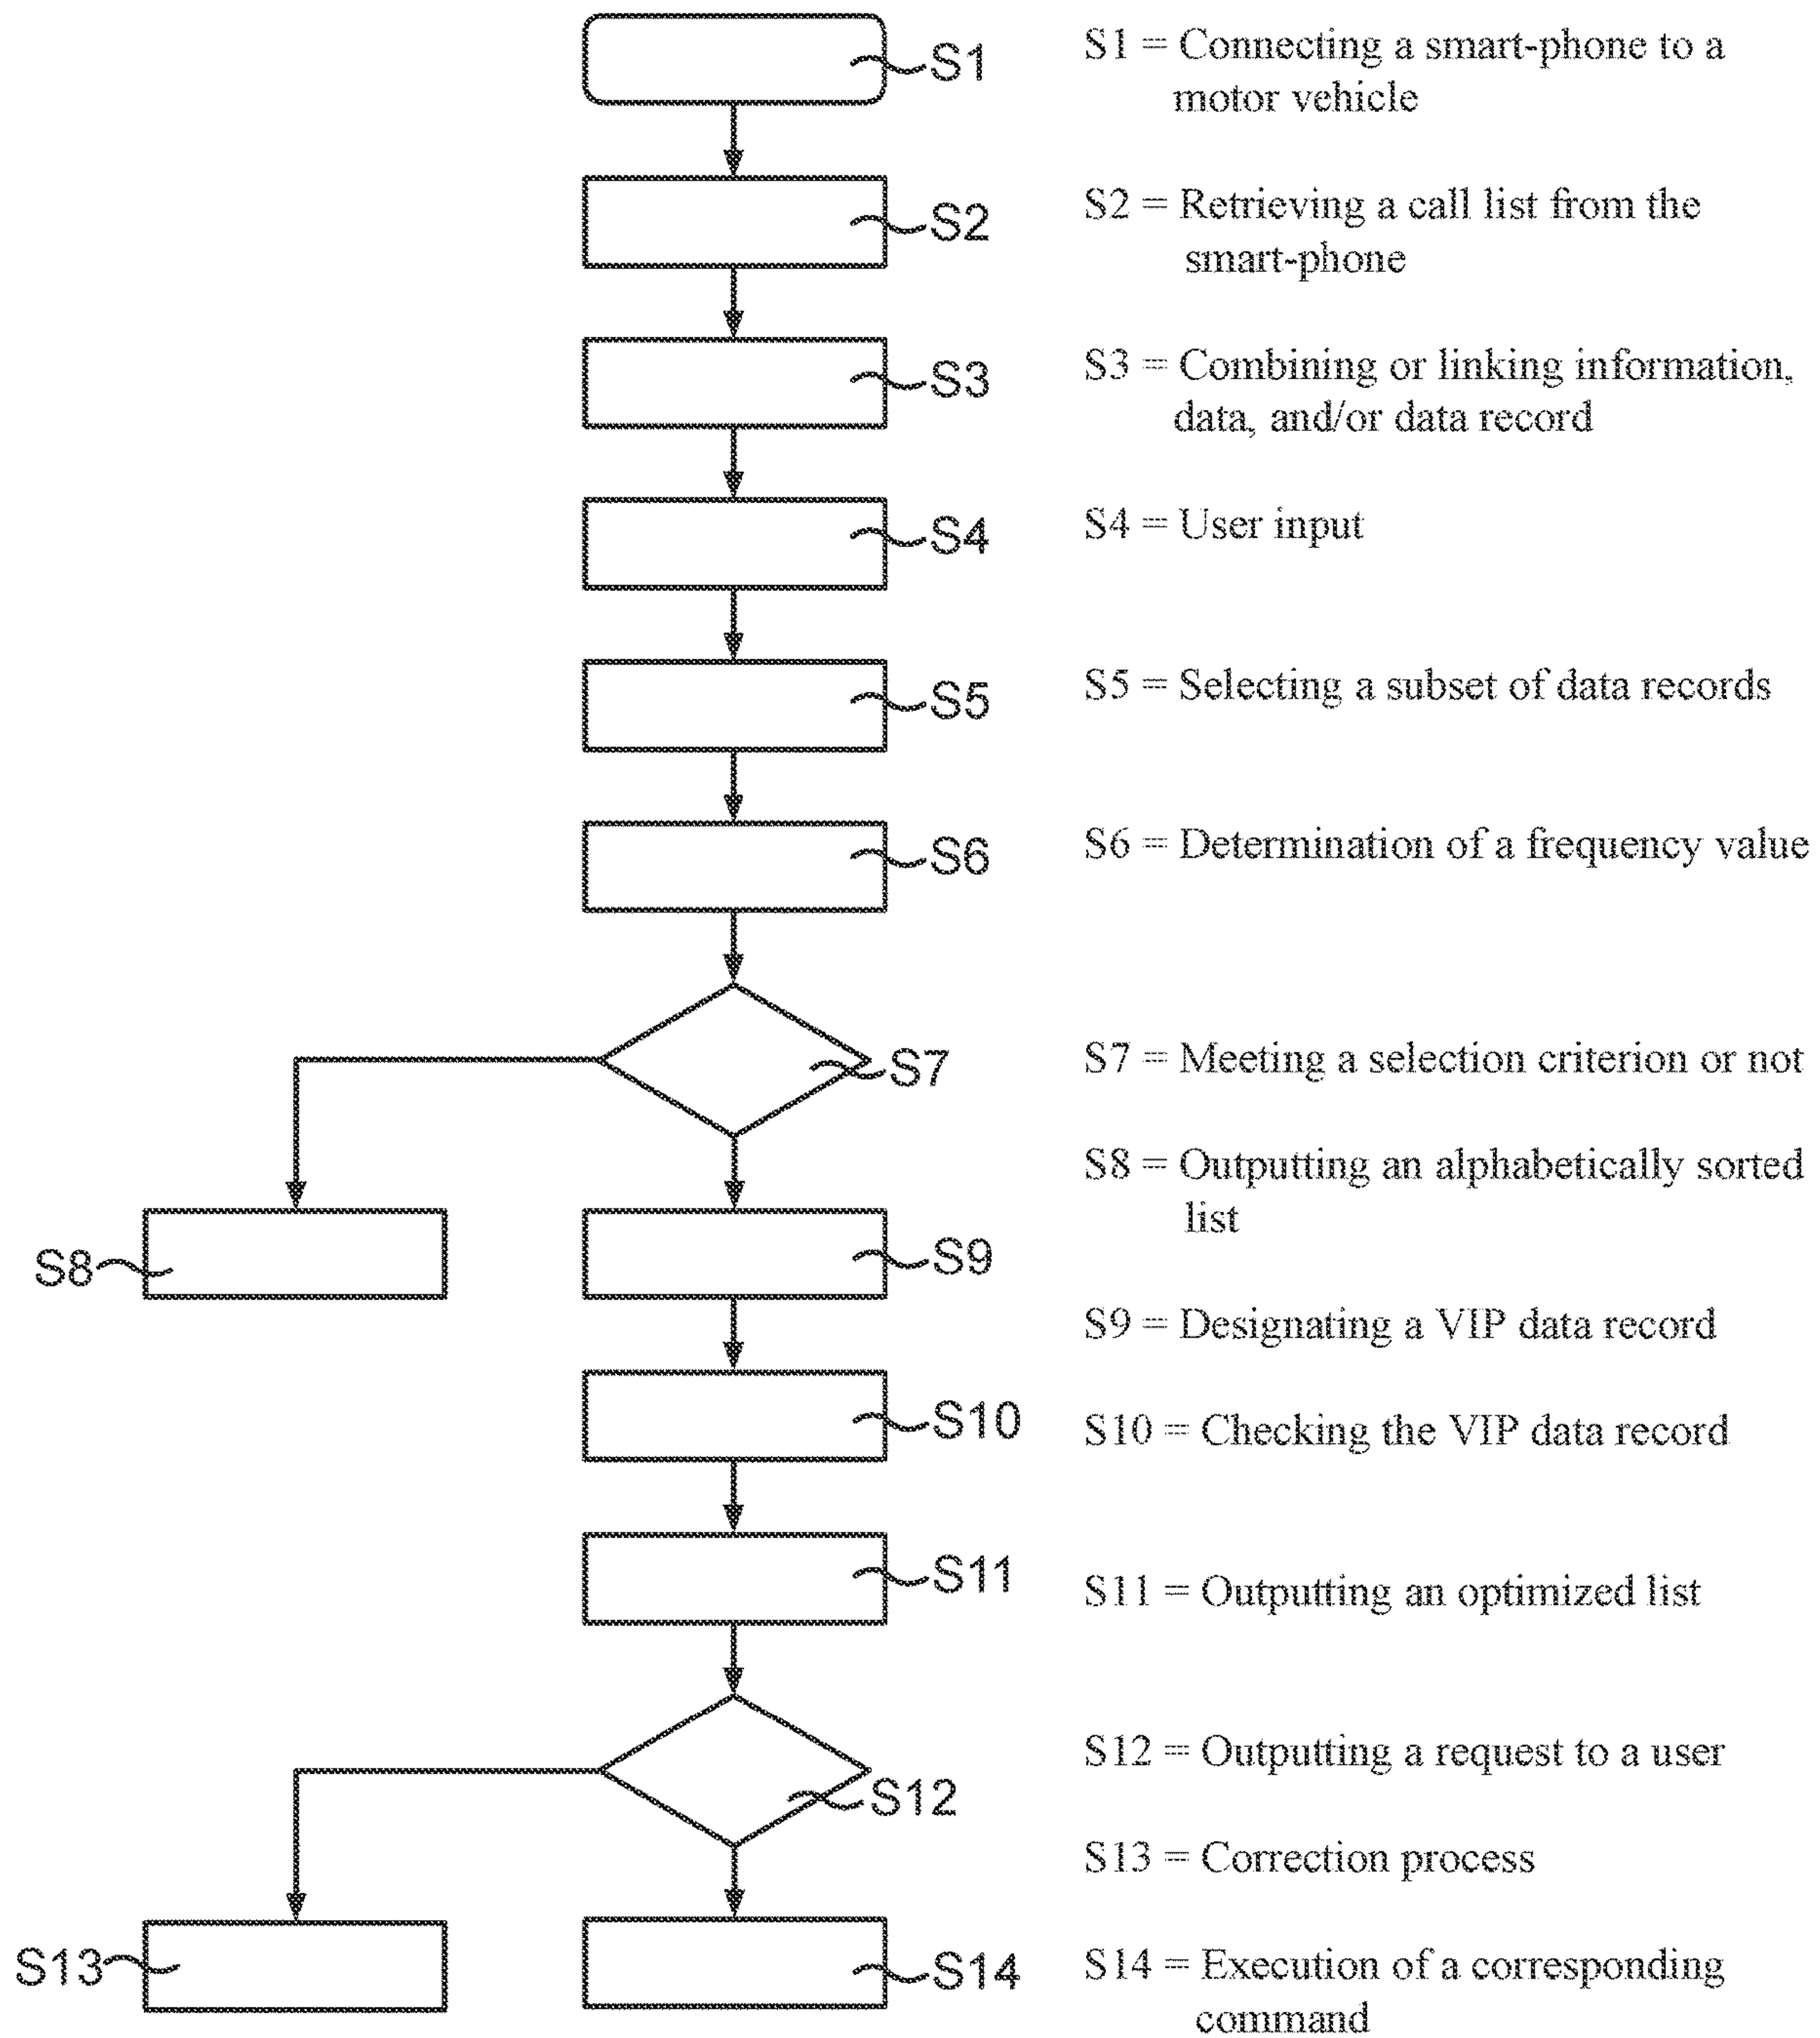 S1
S1 = Connecting a smart-phone to a
motor vehicle
S2
S2 = Retrieving a call list from the
smart-phone
S3
S3 = Combining or linking information,
data, and/or data record
S4
S4 = User input
S5
S5 = Selecting a subset of data records
S6
S6 = Determination of a frequency value
S7
S7 = Meeting a selection criterion or not
S8
S8 = Outputting an alphabetically sorted
list
S9
S9 = Designating a VIP data record
S10
S10 = Checking the VIP data record
S11
S11 = Outputting an optimized list
S12
S12 = Outputting a request to a user
S13
S13 = Correction process
S14
S14 = Execution of a corresponding
command